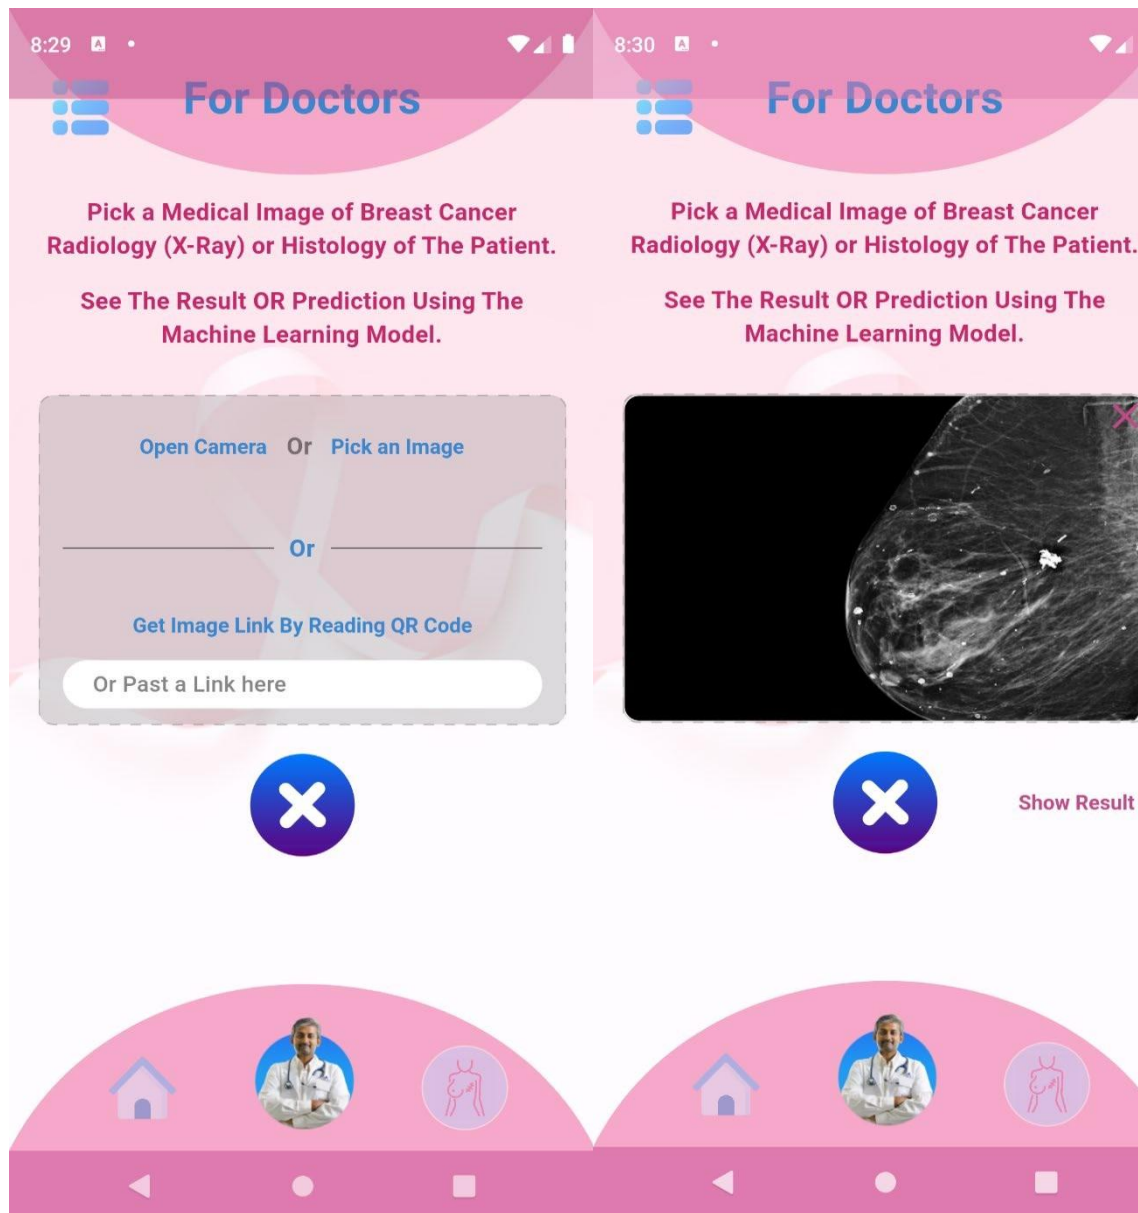 8:29
For Doctors
Pick a Medical Image of Breast Cancer
Radiology (X-Ray) or Histology of The Patient.
See The Result OR Prediction Using The
Machine Learning Model.
Open Camera Or Pick an Image
Or
Get Image Link By Reading QR Code
Or Past a Link here
8:30
For Doctors
Pick a Medical Image of Breast Cancer
Radiology (X-Ray) or Histology of The Patient.
See The Result OR Prediction Using The
Machine Learning Model.
Show Result